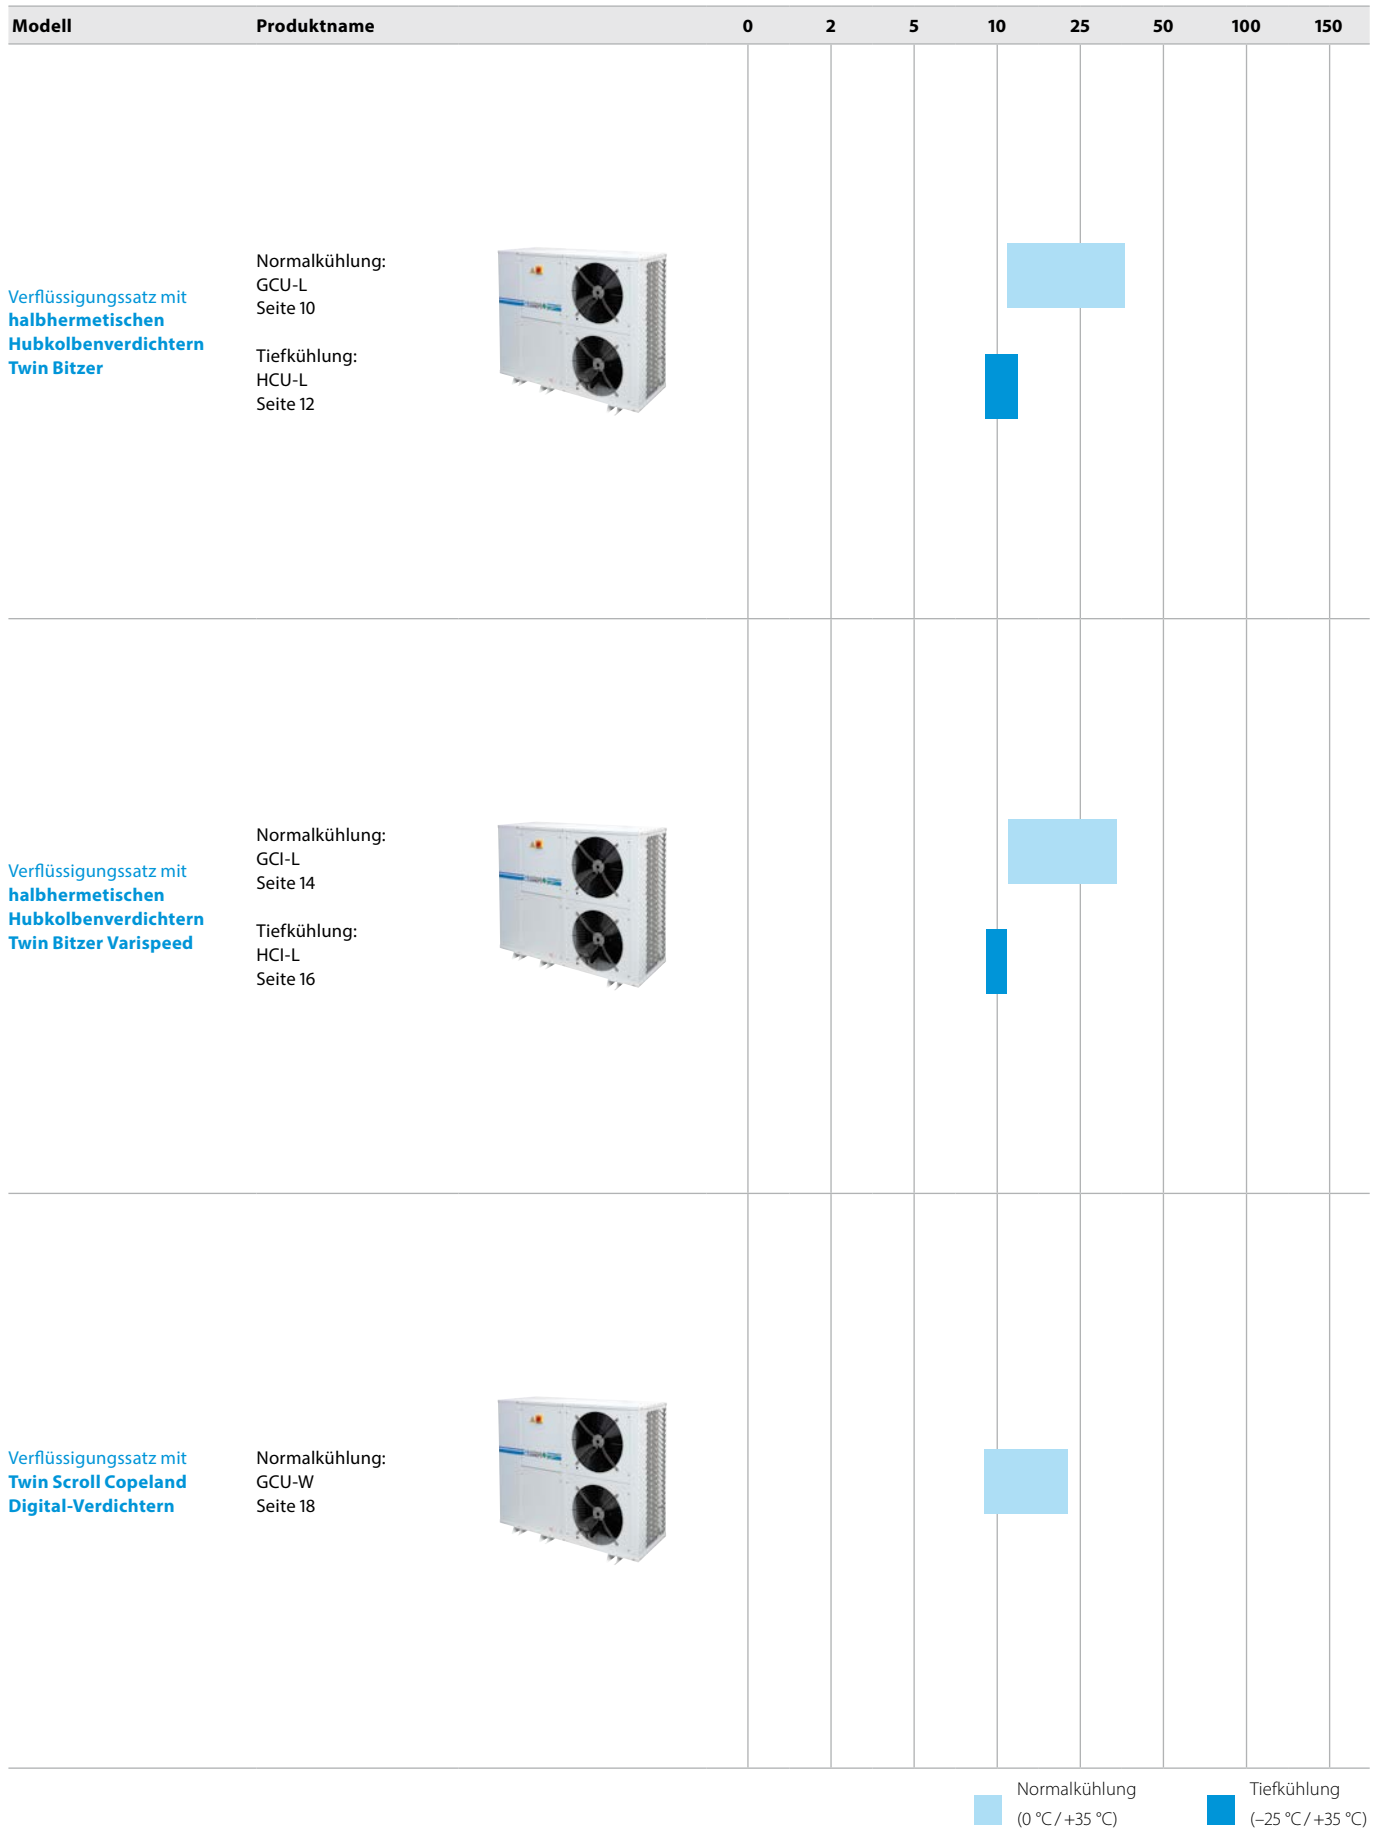 Modell Produktname 0 2 5 10 25 50 100 150
Verflüssigungssatz mit
halbhermetischen
Hubkolbenverdichtern
Twin Bitzer
Normalkühlung:
GCU-L
Seite 10
Tiefkühlung:
HCU-L
Seite 12
Verflüssigungssatz mit
halbhermetischen
Hubkolbenverdichtern
Twin Bitzer Varispeed
Normalkühlung:
GCI-L
Seite 14
Tiefkühlung:
HCI-L
Seite 16
Verflüssigungssatz mit
Twin Scroll Copeland
Digital-Verdichtern
Normalkühlung:
GCU-W
Seite 18
Normalkühlung
(0 °C / +35 °C)
Tiefkühlung
(–25 °C / +35 °C)